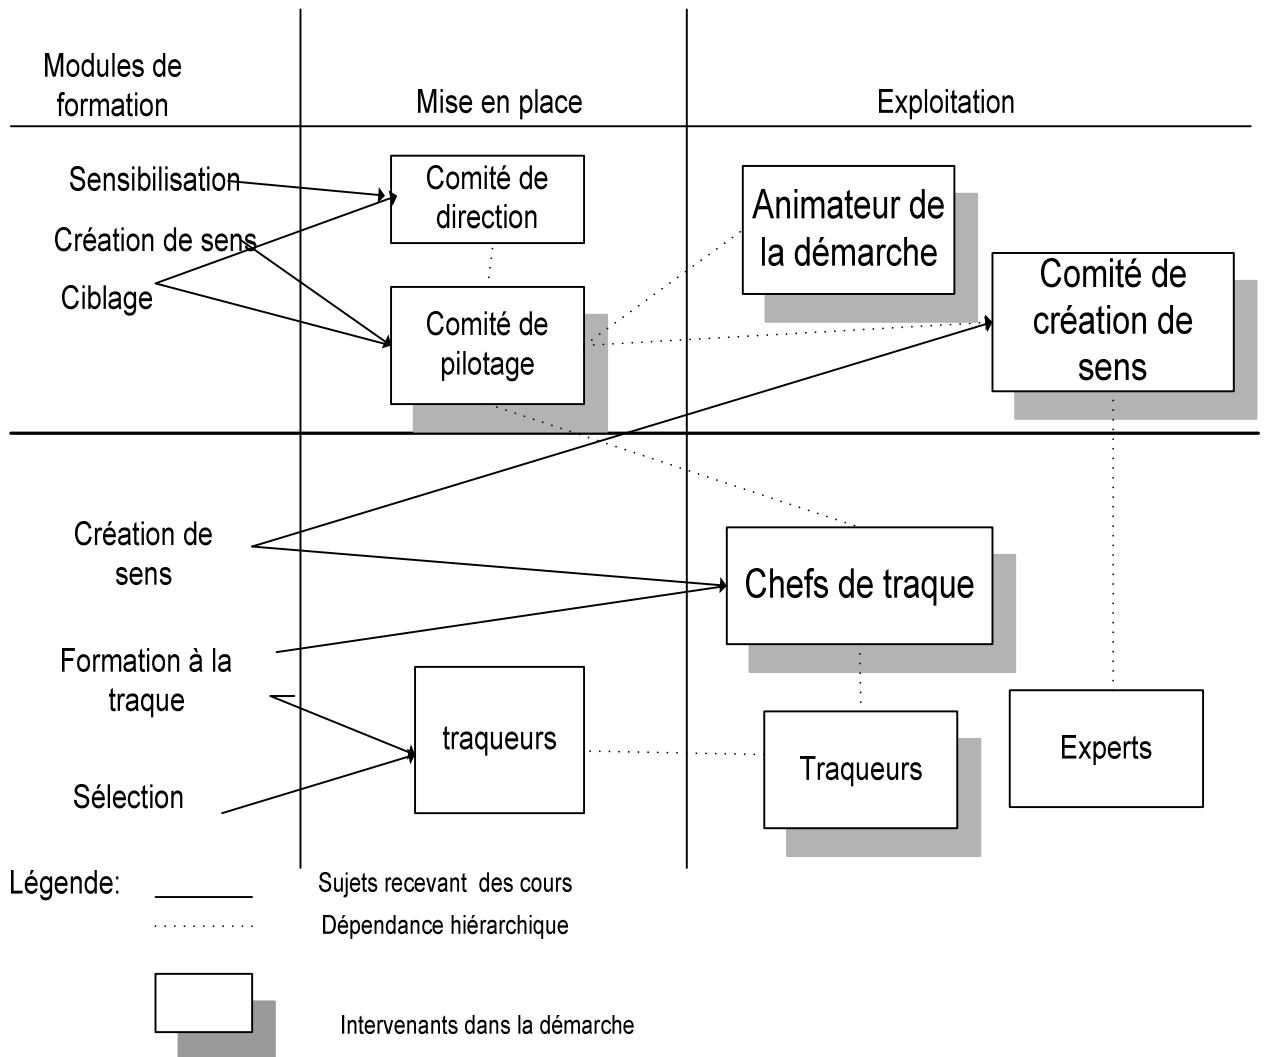 Modules de
formation
Mise en place
Exploitation
Sensibilisation
Création de sens
Ciblage
Comité de
direction
Comité de
pilotage
Animateur de
la démarche
Comité de
création de
sens
Création de
sens
Formation à la
traque
Sélection
traqueurs
Chefs de traque
Traqueurs
Experts
Légende:
Sujets recevant des cours
Dépendance hiérarchique
Intervenants dans la démarche